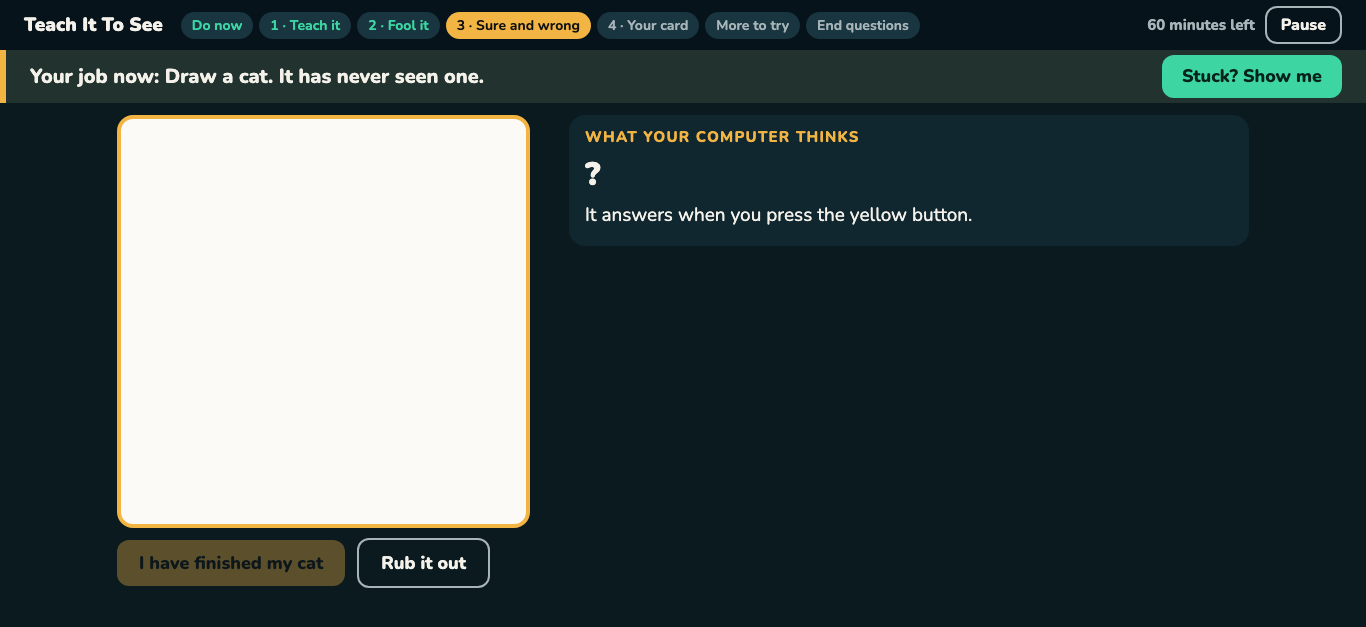 Teach It To See
Do now
1 · Teach it
2 · Fool it
3 · Sure and wrong
4 · Your card
More to try
End questions
60 minutes left
Pause
Your job now: Draw a cat. It has never seen one.
Stuck? Show me
WHAT YOUR COMPUTER THINKS
?
It answers when you press the yellow button.
I have finished my cat
Rub it out